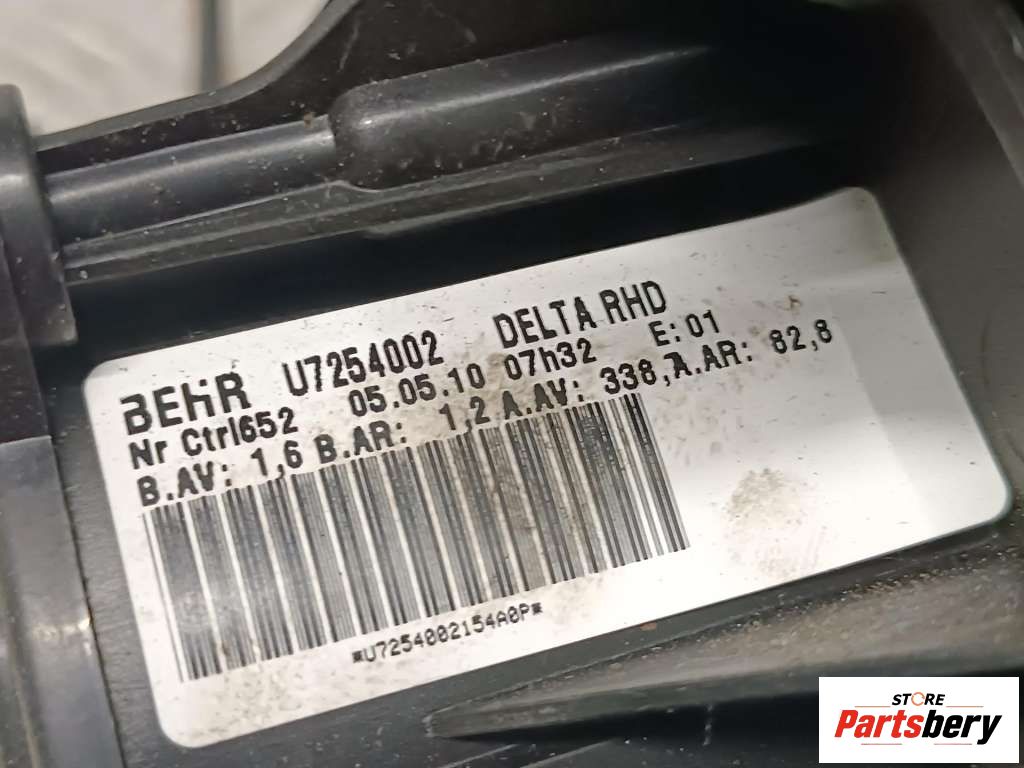 BEHR U7254002 DELTA RHD
Nr Ctrl652 05.05.10 07h32 E: 01
B.AV: 1,6 B.AR: 1,2 A.AV: 338, A.AR: 82,8
*U7254002154A0P*
STORE
Partsbery